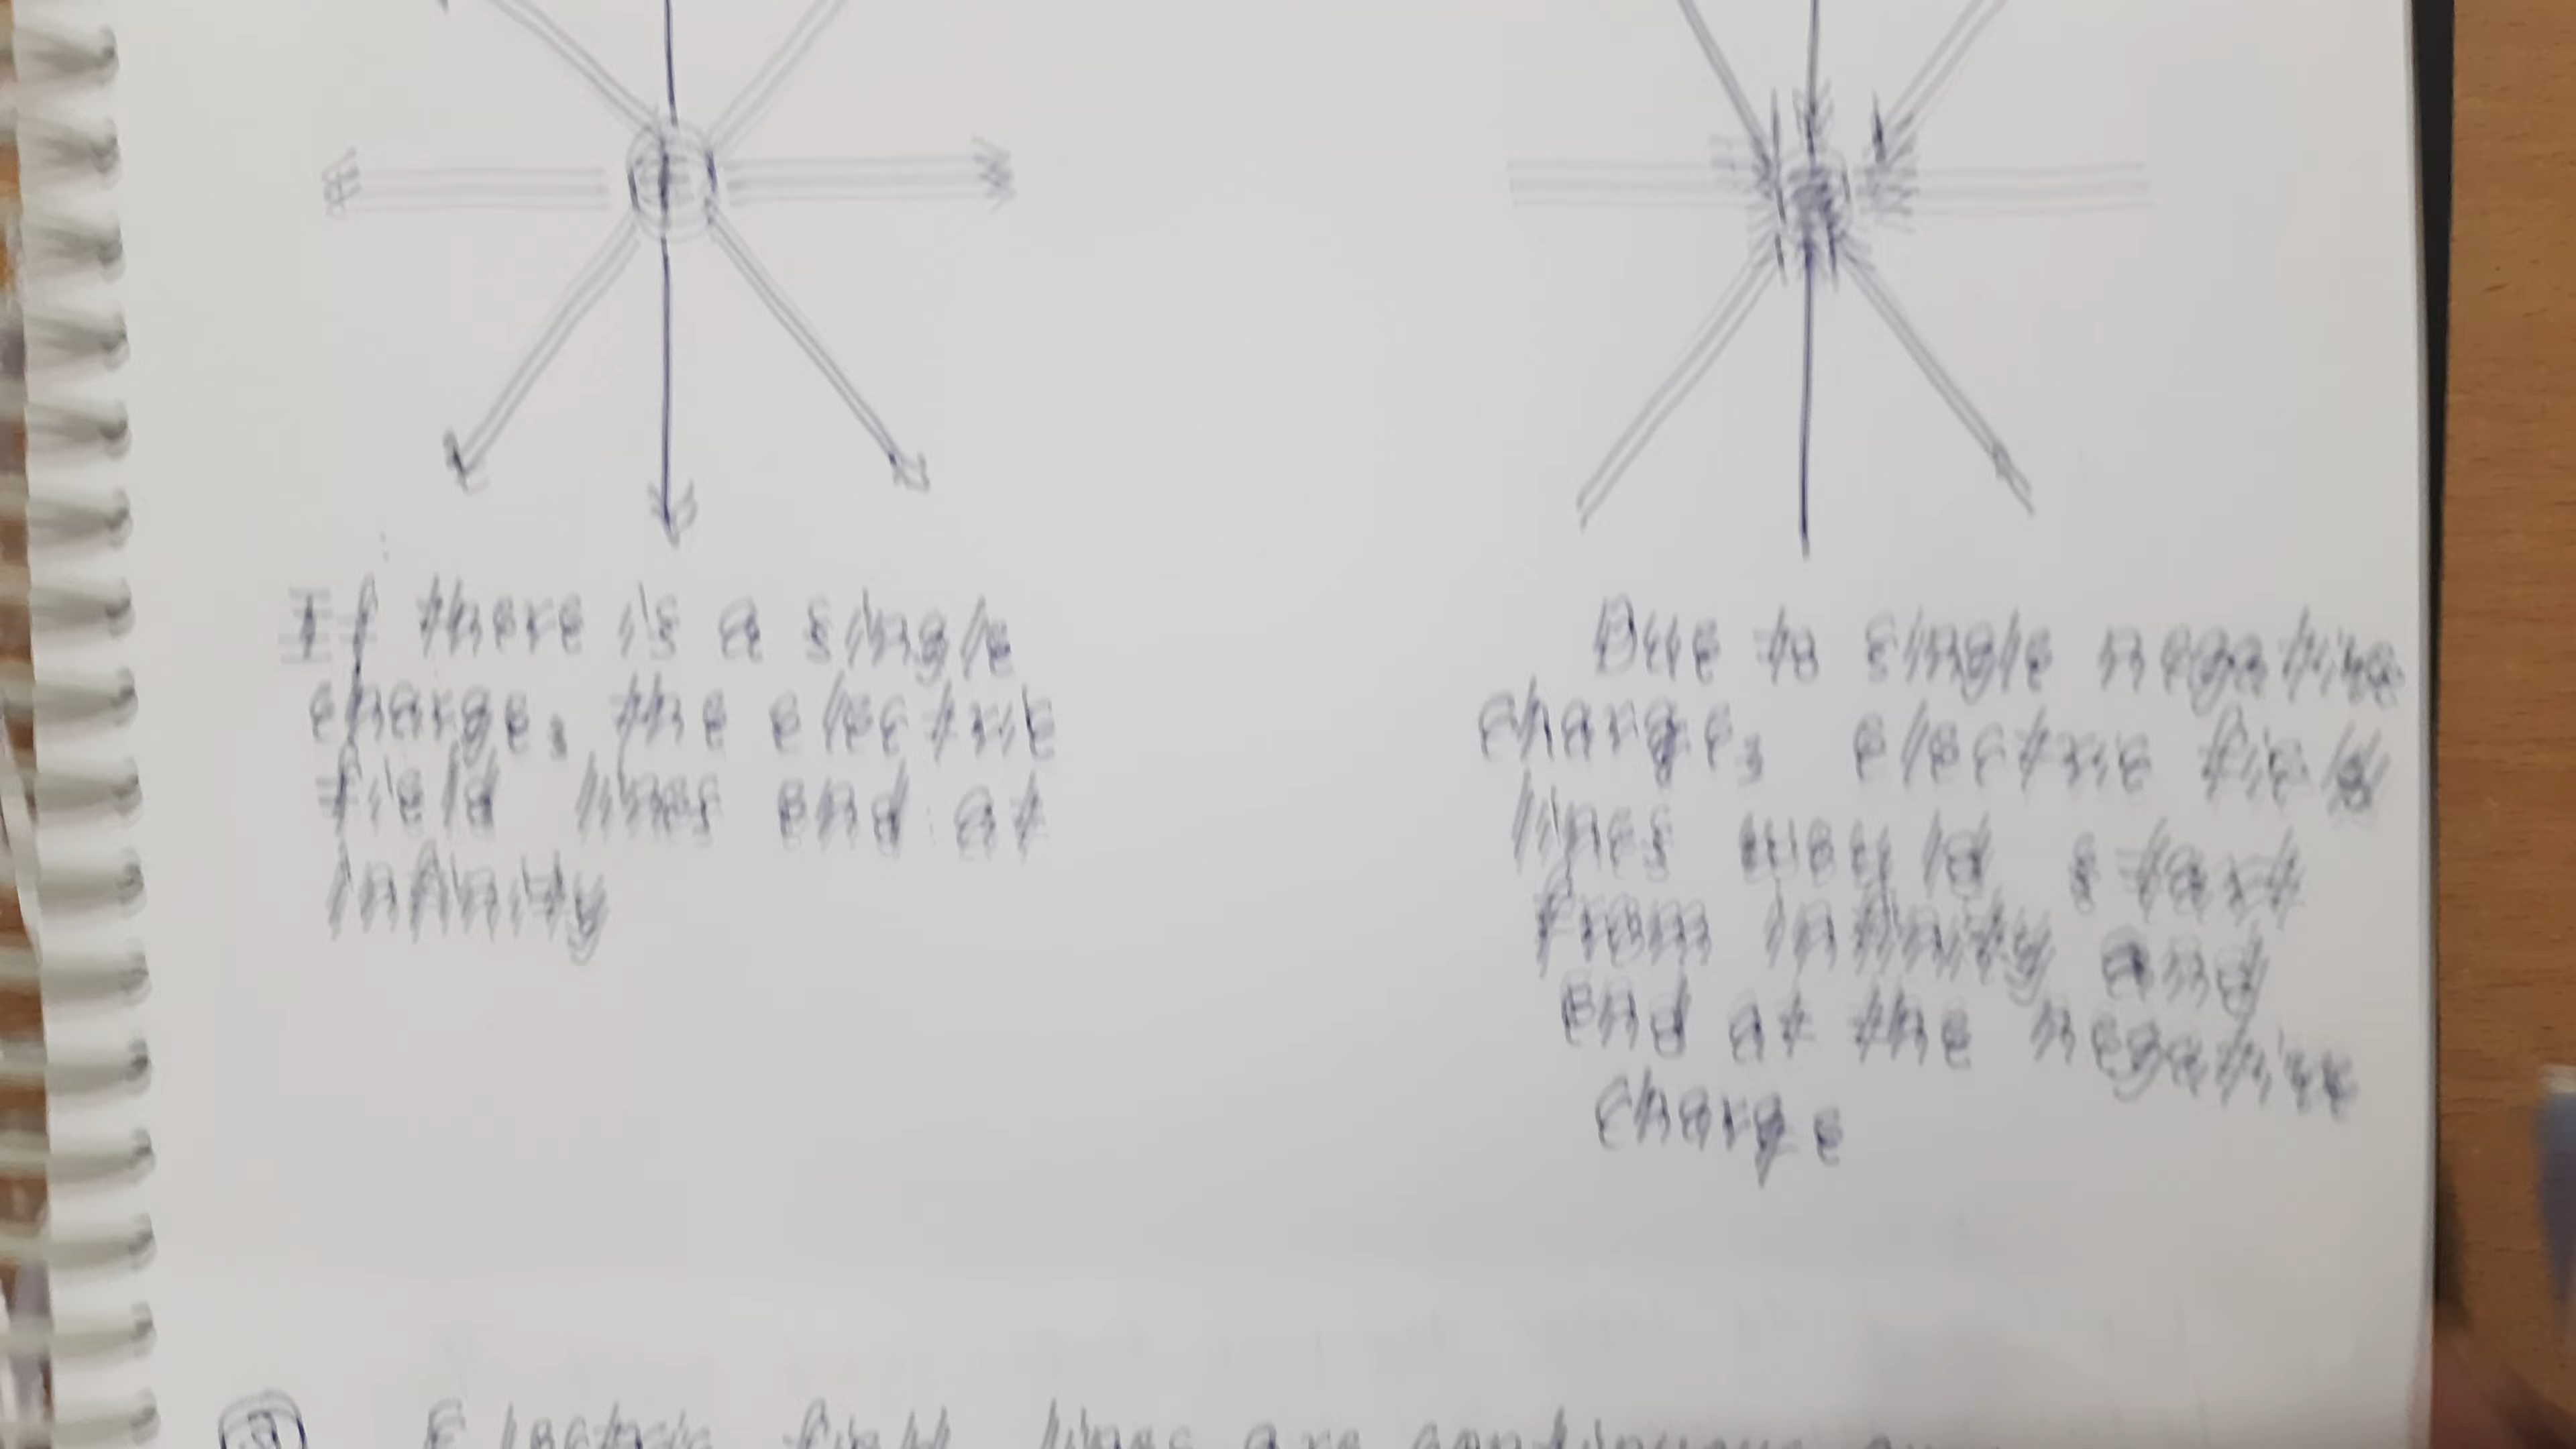 If there is a single
charge, the electric
field lines end at
infinity
Due to single negative
charge, electric field
lines would start
from infinity and
end at the negative
charge
Electric field lines are continuous